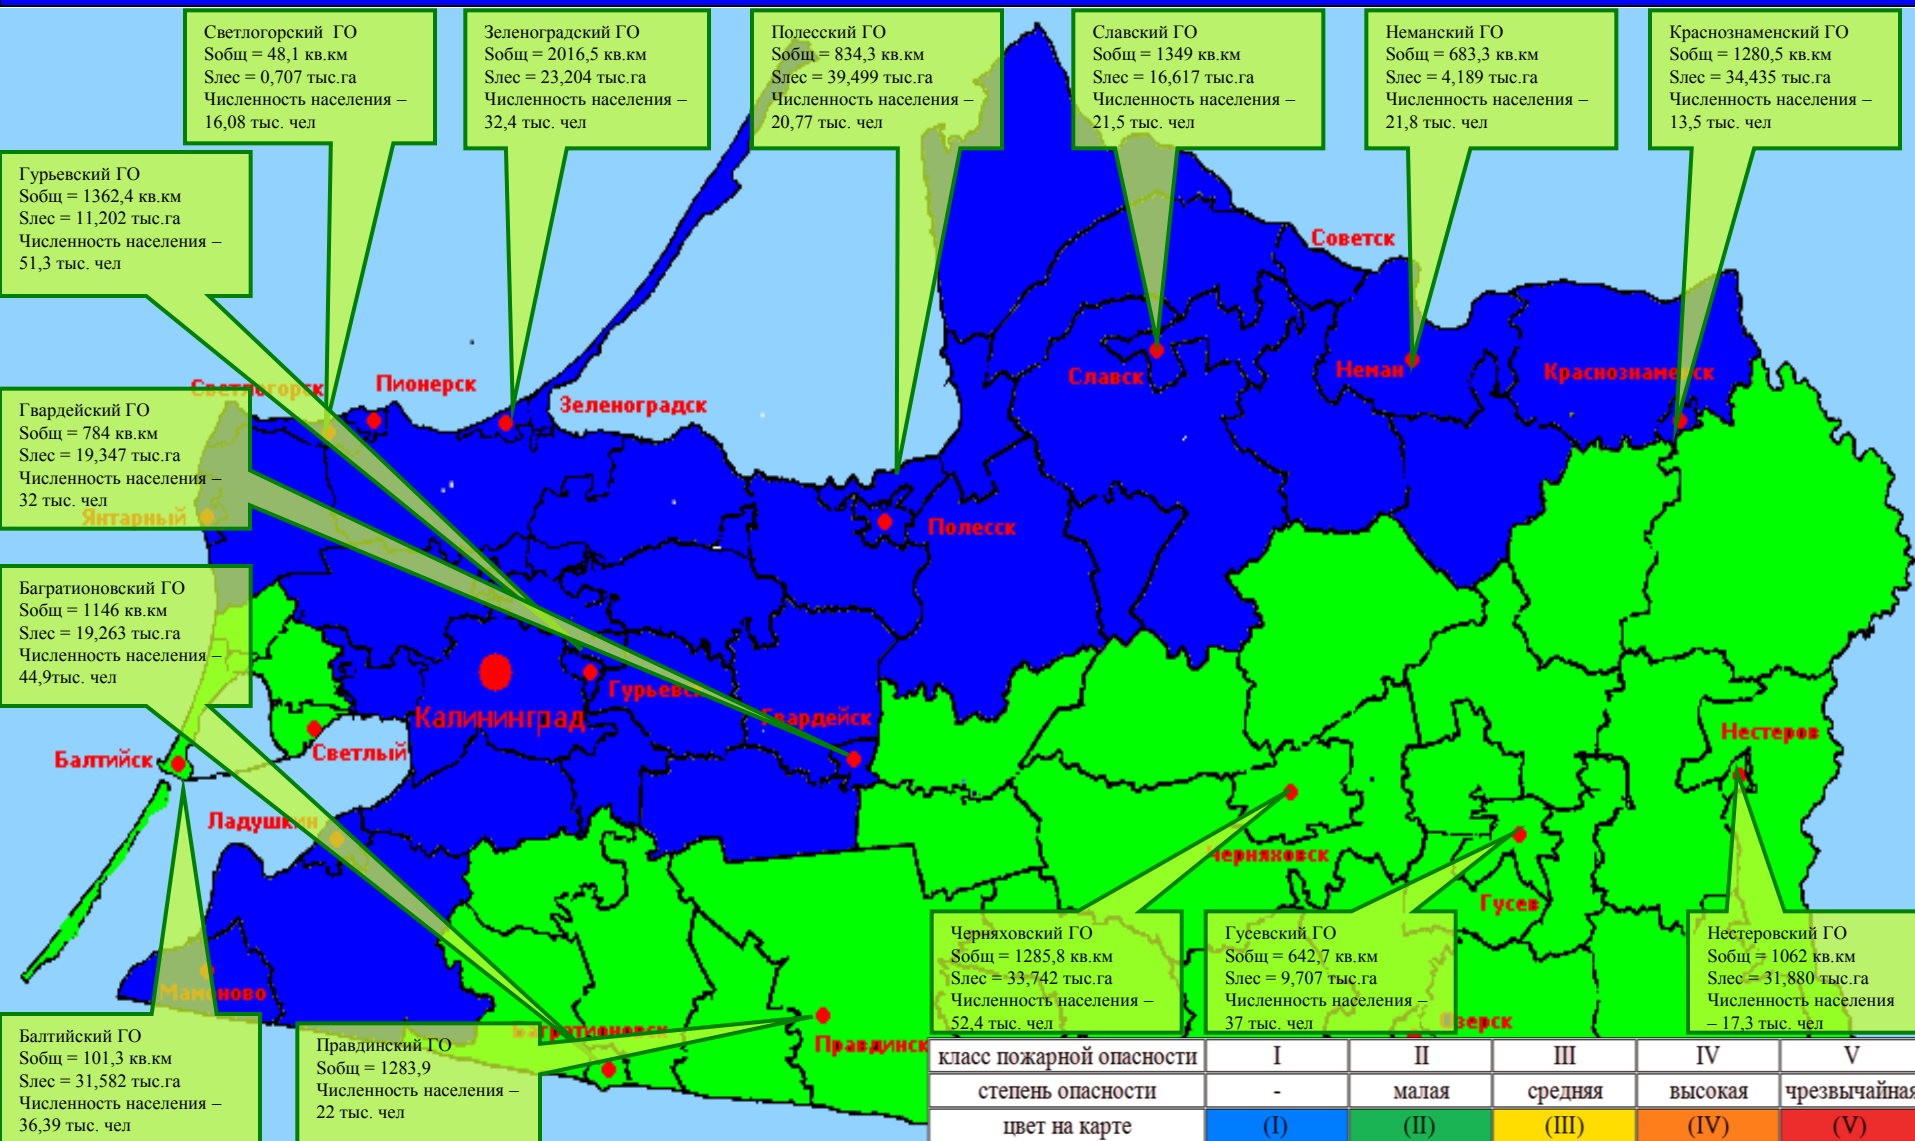 Светлогорский ГО
Sобщ = 48,1 кв.км
Sлес = 0,707 тыс.га
Численность населения –
16,08 тыс. чел
Зеленоградский ГО
Sобщ = 2016,5 кв.км
Sлес = 23,204 тыс.га
Численность населения –
32,4 тыс. чел
Полесский ГО
Sобщ = 834,3 кв.км
Sлес = 39,499 тыс.га
Численность населения –
20,77 тыс. чел
Славский ГО
Sобщ = 1349 кв.км
Sлес = 16,617 тыс.га
Численность населения –
21,5 тыс. чел
Неманский ГО
Sобщ = 683,3 кв.км
Sлес = 4,189 тыс.га
Численность населения –
21,8 тыс. чел
Краснознаменский ГО
Sобщ = 1280,5 кв.км
Sлес = 34,435 тыс.га
Численность населения –
13,5 тыс. чел
Гурьевский ГО
Sобщ = 1362,4 кв.км
Sлес = 11,202 тыс.га
Численность населения –
51,3 тыс. чел
Советск
Славск
Неман
Краснознаменск
Светлогорск
Пионерск
Зеленоградск
Гвардейский ГО
Sобщ = 784 кв.км
Sлес = 19,347 тыс.га
Численность населения –
32 тыс. чел
Янтарный
Полесск
Багратионовский ГО
Sобщ = 1146 кв.км
Sлес = 19,263 тыс.га
Численность населения –
44,9тыс. чел
Гурьевск
Калининград
Гвардейск
Светлый
Балтийск
Нестеров
Ладушкин
Черняховск
Гусев
Мамоново
Черняховский ГО
Sобщ = 1285,8 кв.км
Sлес = 33,742 тыс.га
Численность населения –
52,4 тыс. чел
Гусевский ГО
Sобщ = 642,7 кв.км
Sлес = 9,707 тыс.га
Численность населения –
37 тыс. чел
Нестеровский ГО
Sобщ = 1062 кв.км
Sлес = 31,880 тыс.га
Численность населения
– 17,3 тыс. чел
Озерск
Багратионовск
Правдинск
Балтийский ГО
Sобщ = 101,3 кв.км
Sлес = 31,582 тыс.га
Численность населения –
36,39 тыс. чел
Правдинский ГО
Sобщ = 1283,9
Численность населения –
22 тыс. чел
класс пожарной опасности I II III IV V
степень опасности - малая средняя высокая чрезвычайная
цвет на карте (I) (II) (III) (IV) (V)